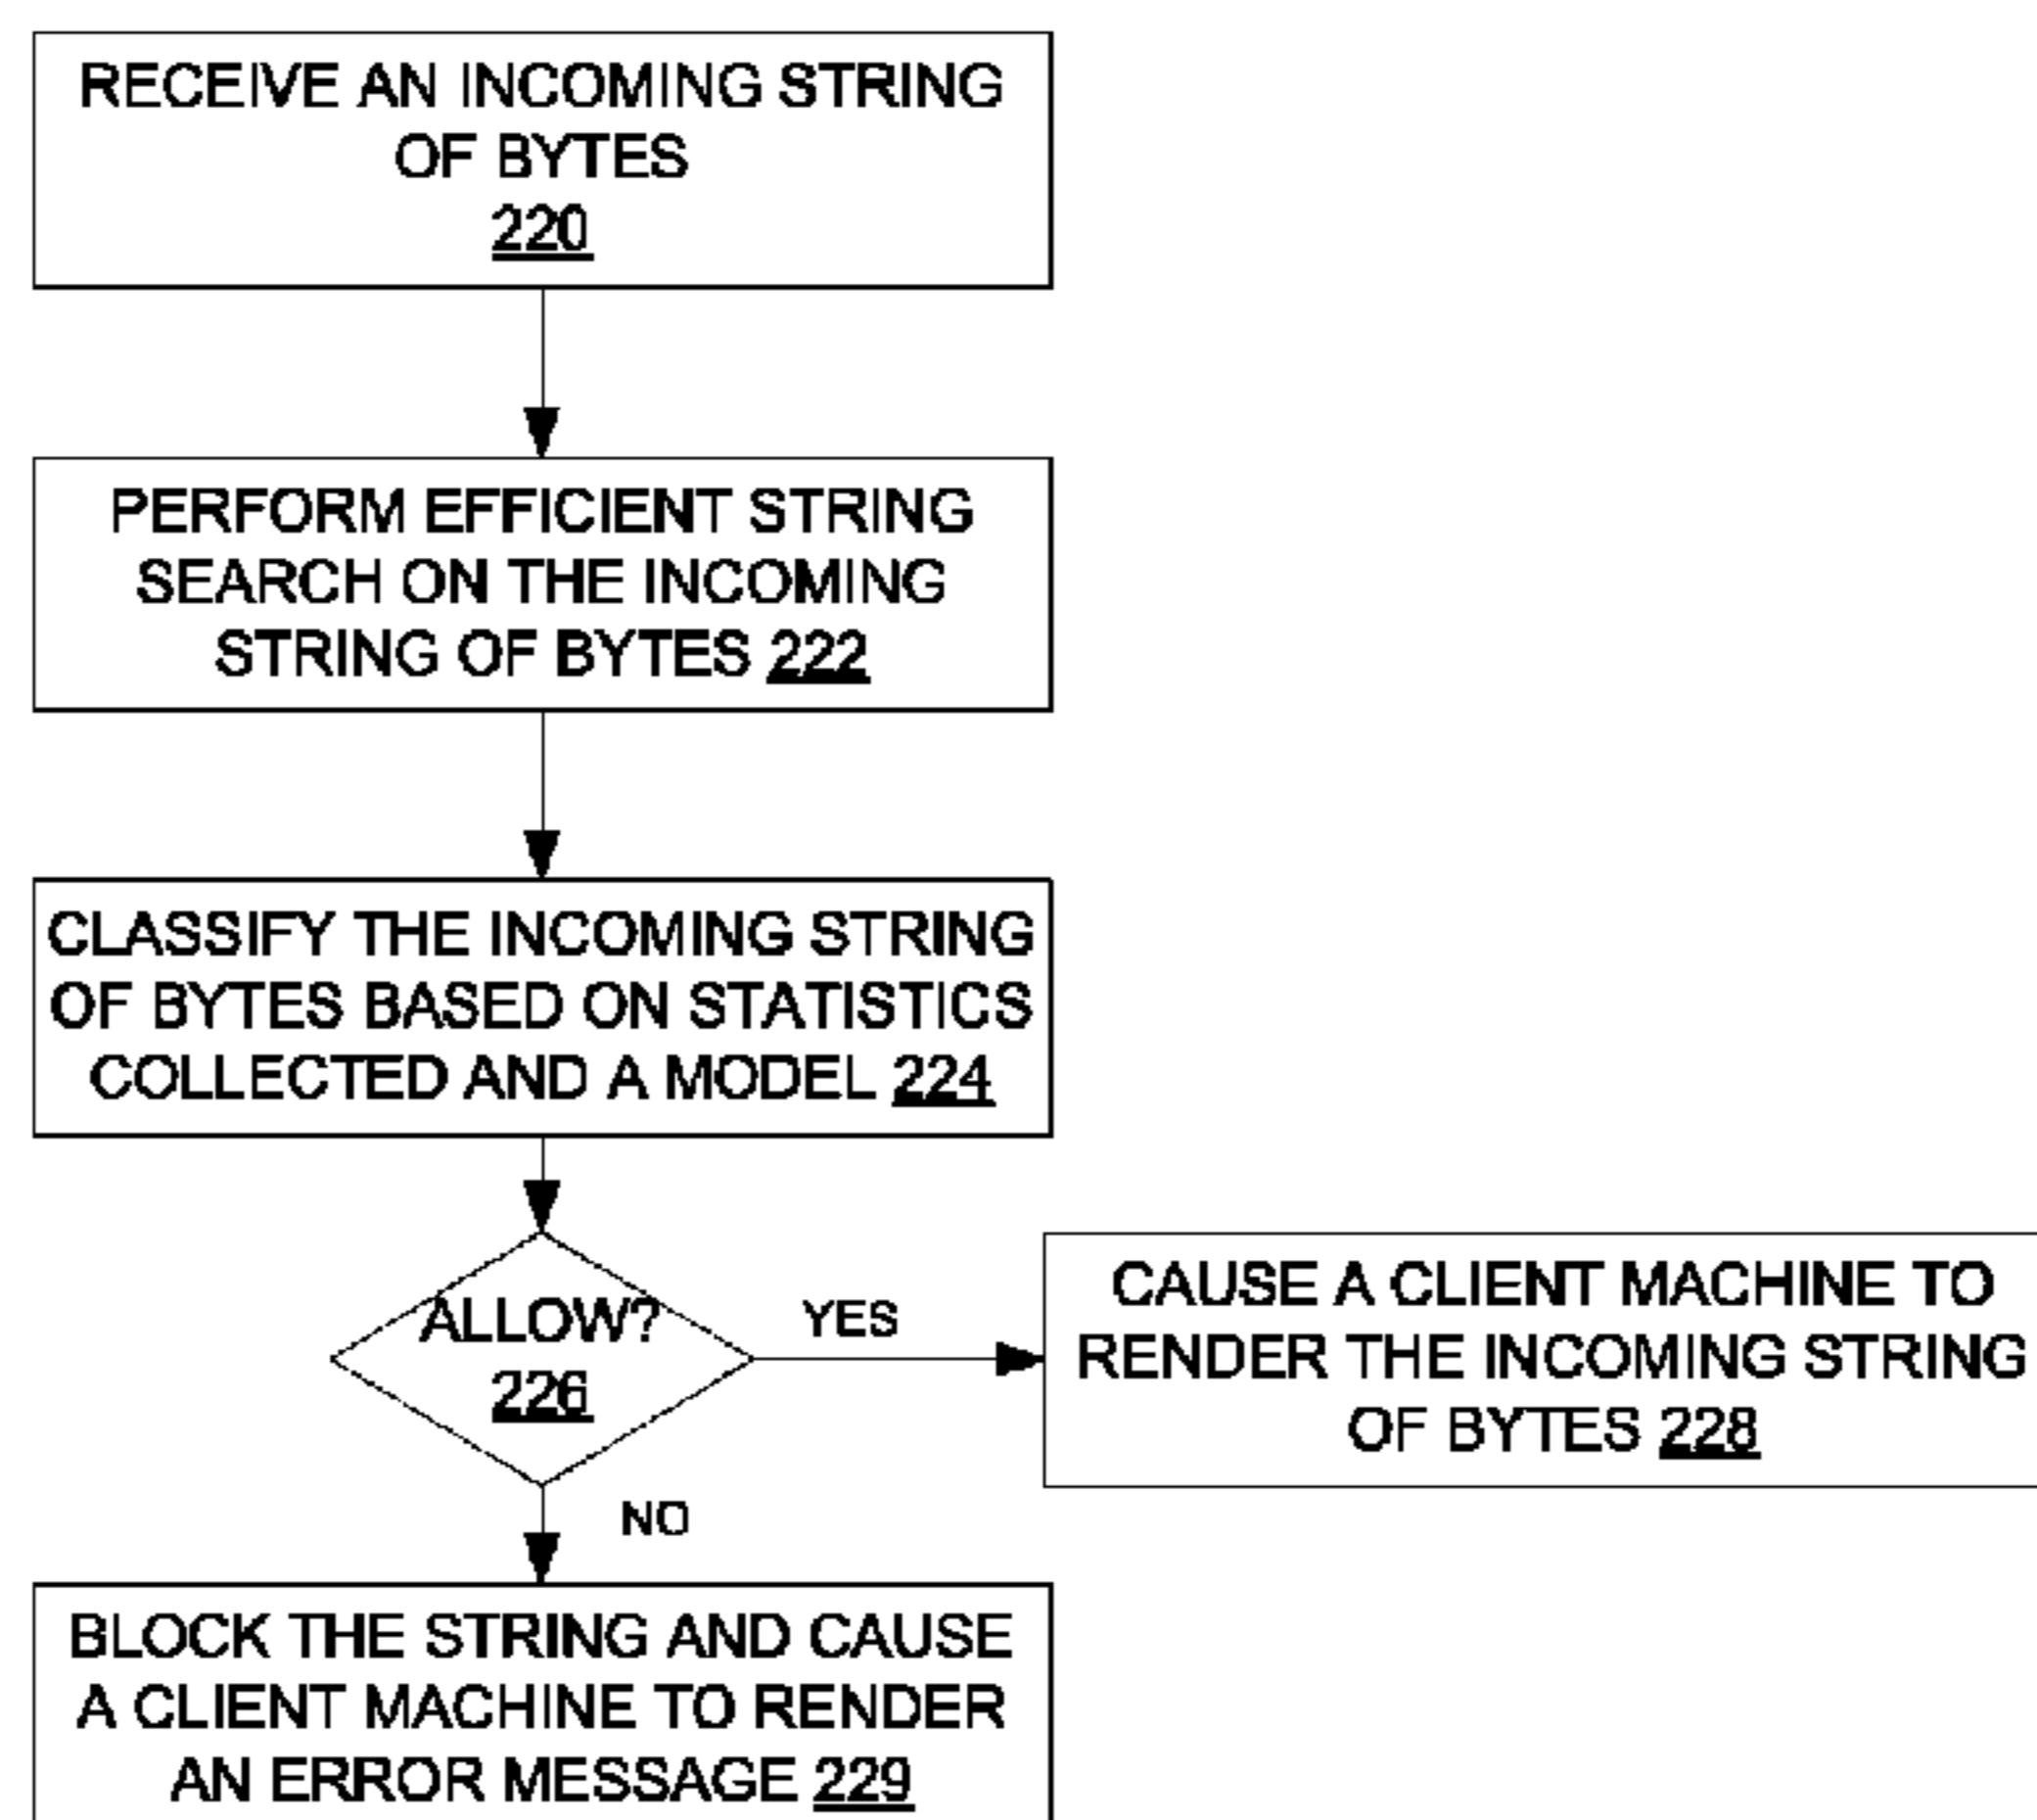 RECEIVE AN INCOMING STRING
OF BYTES
220
PERFORM EFFICIENT STRING
SEARCH ON THE INCOMING
STRING OF BYTES 222
CLASSIFY THE INCOMING STRING
OF BYTES BASED ON STATISTICS
COLLECTED AND A MODEL 224
ALLOW?
226
YES
CAUSE A CLIENT MACHINE TO
RENDER THE INCOMING STRING
OF BYTES 228
NO
BLOCK THE STRING AND CAUSE
A CLIENT MACHINE TO RENDER
AN ERROR MESSAGE 229